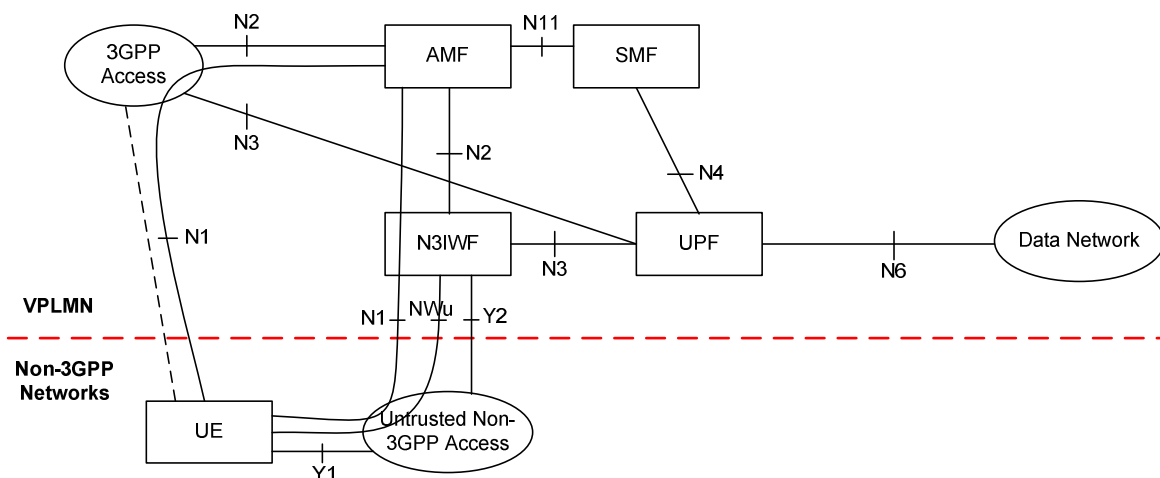 N2
N11
3GPP
Access
AMF
SMF
N3
N2
N4
N1
N3IWF
UPF
Data Network
N3
N6
VPLMN
N1
NWu
Y2
Non-3GPP
Networks
UE
Untrusted Non-
3GPP Access
Y1